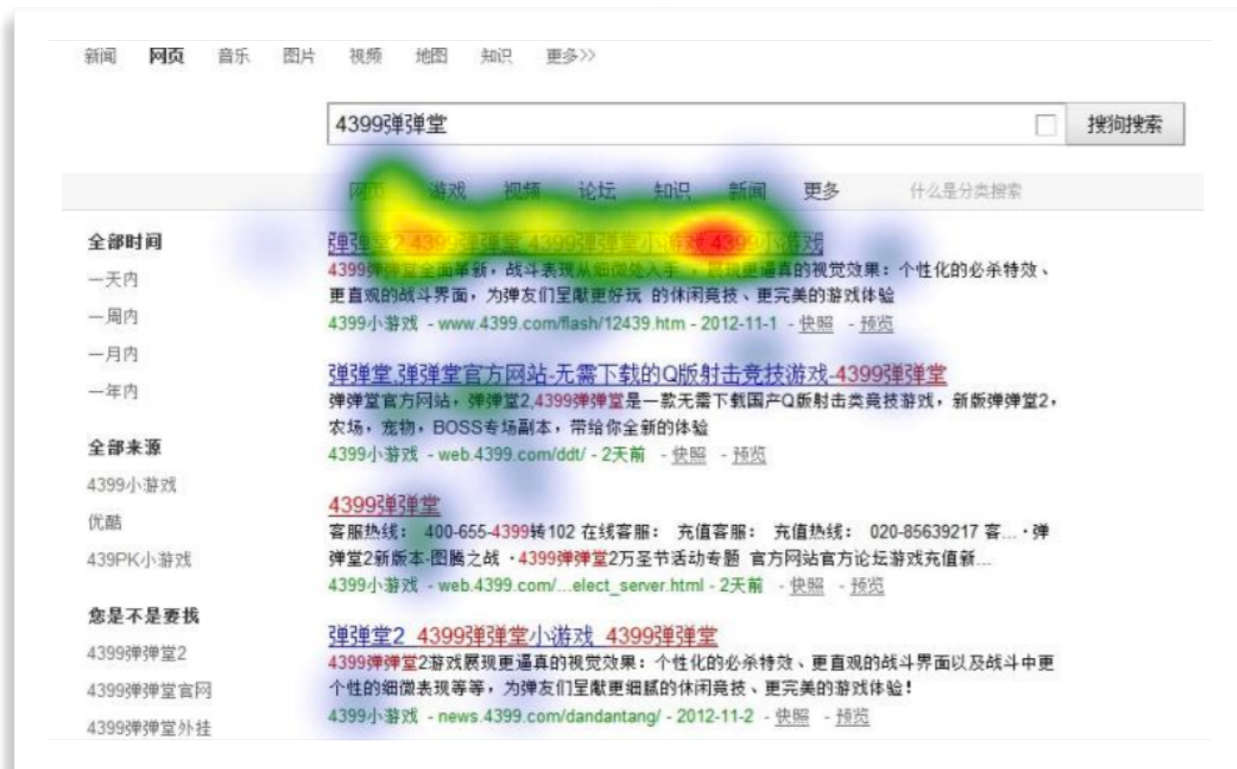 新闻 网页 音乐 图片 视频 地图 知识 更多>>
4399弹弹堂 搜狗搜索
网页 游戏 视频 论坛 知识 新闻 更多 什么是分类搜索
全部时间
一天内
一周内
一月内
一年内
全部来源
4399小游戏
优酷
439PK小游戏
您是不是要找
4399弹弹堂2
4399弹弹堂官网
4399弹弹堂外挂
弹弹堂2,4399弹弹堂,4399弹弹堂小游戏,4399小游戏
4399弹弹堂全面革新，战斗表现从细微处入手，展现更逼真的视觉效果：个性化的必杀特效、
更直观的战斗界面，为弹友们呈献更好玩 的休闲竞技、更完美的游戏体验
4399小游戏 - www.4399.com/flash/12439.htm - 2012-11-1 - 快照 - 预览
弹弹堂,弹弹堂官方网站-无需下载的Q版射击竞技游戏-4399弹弹堂
弹弹堂官方网站，弹弹堂2,4399弹弹堂是一款无需下载国产Q版射击类竞技游戏，新版弹弹堂2，
农场，宠物，BOSS专场副本，带给你全新的体验
4399小游戏 - web.4399.com/ddt/ - 2天前 - 快照 - 预览
4399弹弹堂
客服热线： 400-655-4399转102 在线客服： 充值客服： 充值热线： 020-85639217 客...·弹
弹堂2新版本-图腾之战 ·4399弹弹堂2万圣节活动专题 官方网站官方论坛游戏充值新...
4399小游戏 - web.4399.com/...elect_server.html - 2天前 - 快照 - 预览
弹弹堂2_4399弹弹堂小游戏_4399弹弹堂
4399弹弹堂2游戏展现更逼真的视觉效果：个性化的必杀特效、更直观的战斗界面以及战斗中更
个性的细微表现等等，为弹友们呈献更细腻的休闲竞技、更完美的游戏体验！
4399小游戏 - news.4399.com/dandantang/ - 2012-11-2 - 快照 - 预览